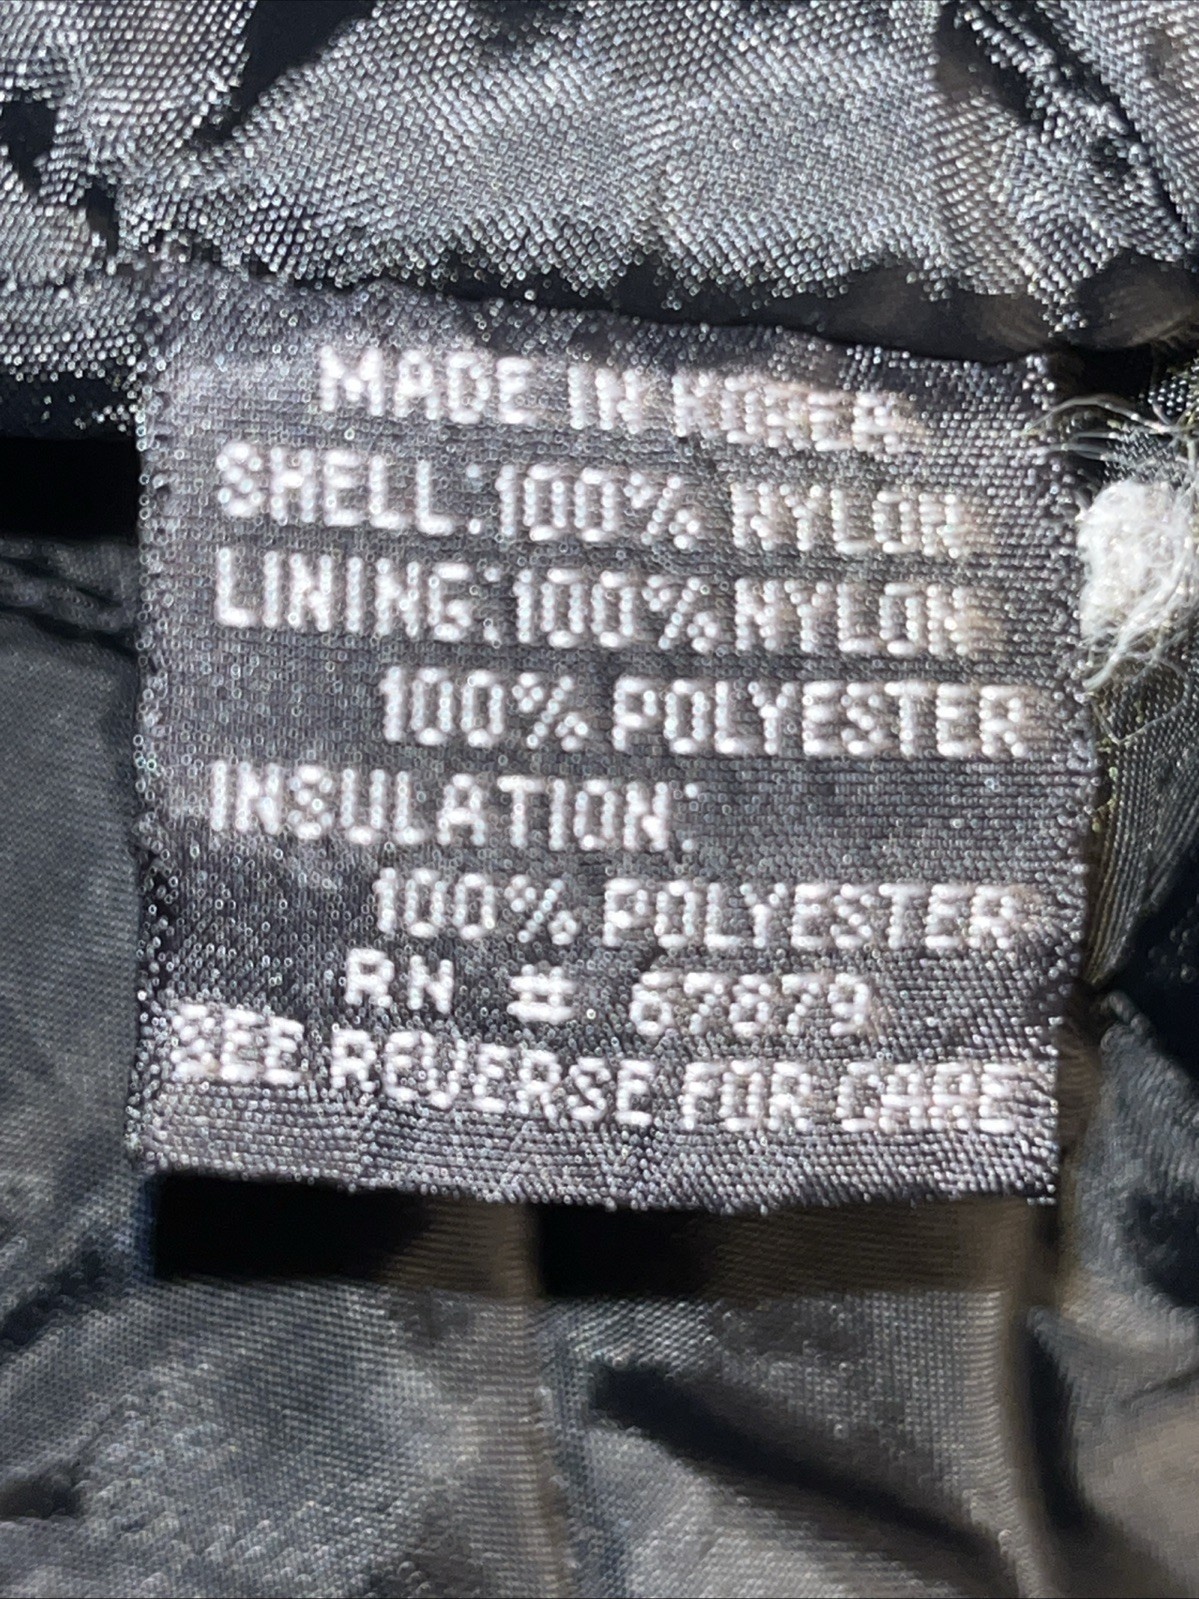 MADE IN KOREA
SHELL:100% NYLON
LINING:100%NYLON
100% POLYESTER
INSULATION:
100% POLYESTER
RN # 67879
SEE REVERSE FOR CARE